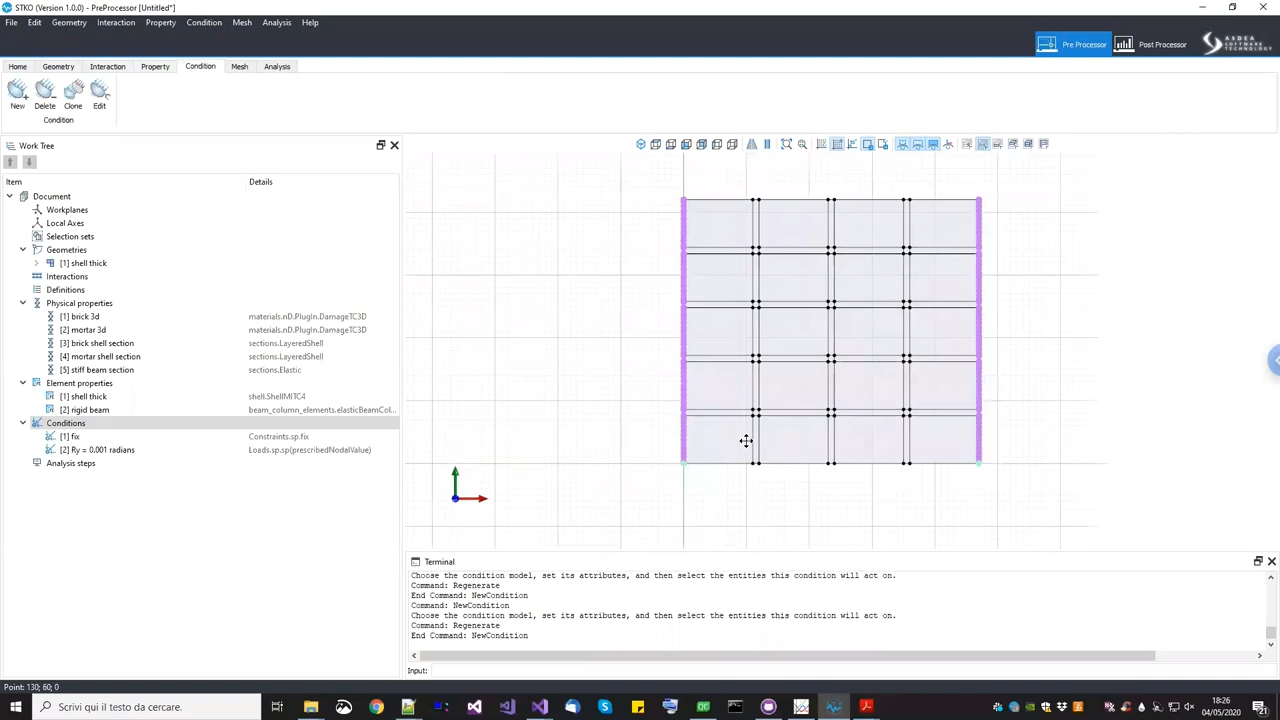 STKO (Version 1.0.0) - PreProcessor [Untitled*]
File Edit Geometry Interaction Property Condition Mesh Analysis Help
Pre Processor Post Processor ASDEA SOFTWARE TECHNOLOGY
Home Geometry Interaction Property Condition Mesh Analysis
New Delete Clone Edit
Condition
Work Tree
Item Details
Document
Workplanes
Local Axes
Selection sets
Geometries
[1] shell thick
Interactions
Definitions
Physical properties
[1] brick 3d materials.nD.PlugIn.DamageTC3D
[2] mortar 3d materials.nD.PlugIn.DamageTC3D
[3] brick shell section sections.LayeredShell
[4] mortar shell section sections.LayeredShell
[5] stiff beam section sections.Elastic
Element properties
[1] shell thick shell.ShellMITC4
[2] rigid beam beam_column_elements.elasticBeamCol...
Conditions
[1] fix Constraints.sp.fix
[2] Ry = 0.001 radians Loads.sp.sp(prescribedNodalValue)
Analysis steps
Terminal
Choose the condition model, set its attributes, and then select the entities this condition will act on.
Command: Regenerate
End Command: NewCondition
Command: NewCondition
Choose the condition model, set its attributes, and then select the entities this condition will act on.
Command: Regenerate
End Command: NewCondition
Input:
Point: 130; 60; 0
Scrivi qui il testo da cercare.
18:26
04/05/2020